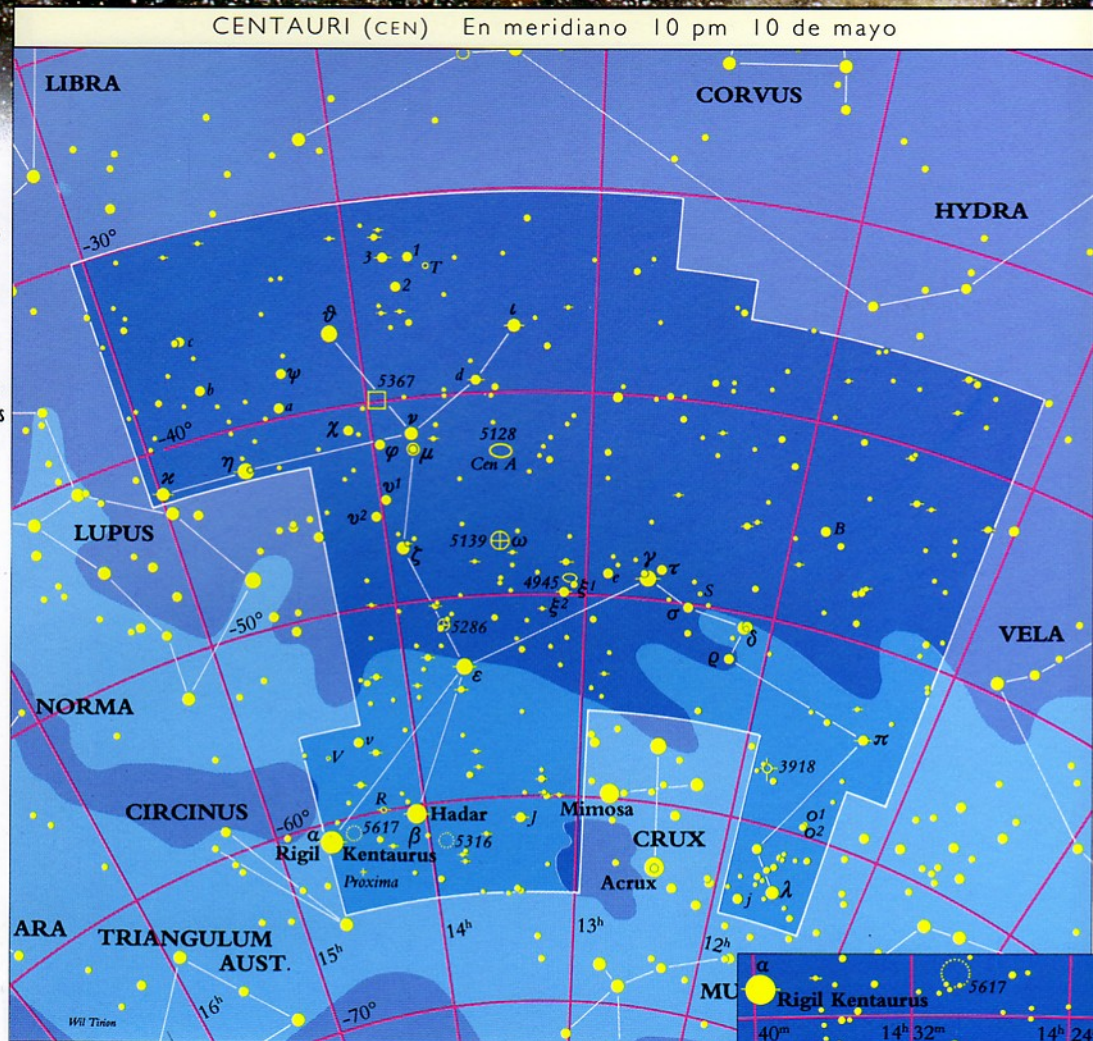 CENTAURI (CEN) En meridiano 10 pm 10 de mayo
LIBRA
CORVUS
HYDRA
-30°
3 1 T
2
ϑ
ι
c
b
ψ
a
5367
d
-40°
χ
ν
φ μ
5128
Cen A
η
ϰ
υ¹
υ²
LUPUS
B
ζ
5139 ω
4945 ξ¹
ξ²
e
γ τ
S
σ
δ
-50°
5286
ε
ϱ
VELA
NORMA
π
V ν
3918
CIRCINUS
-60°
R
Hadar
β
J
Mimosa
o¹
o²
α
Rigil Kentaurus
5617
5316
CRUX
Proxima
Acrux
j λ
ARA
TRIANGULUM
AUST.
16ʰ
15ʰ
14ʰ
13ʰ
12ʰ
-70°
Wil Tirion
MU
α
Rigil Kentaurus
5617
40ᵐ
14ʰ 32ᵐ
14ʰ 24
s